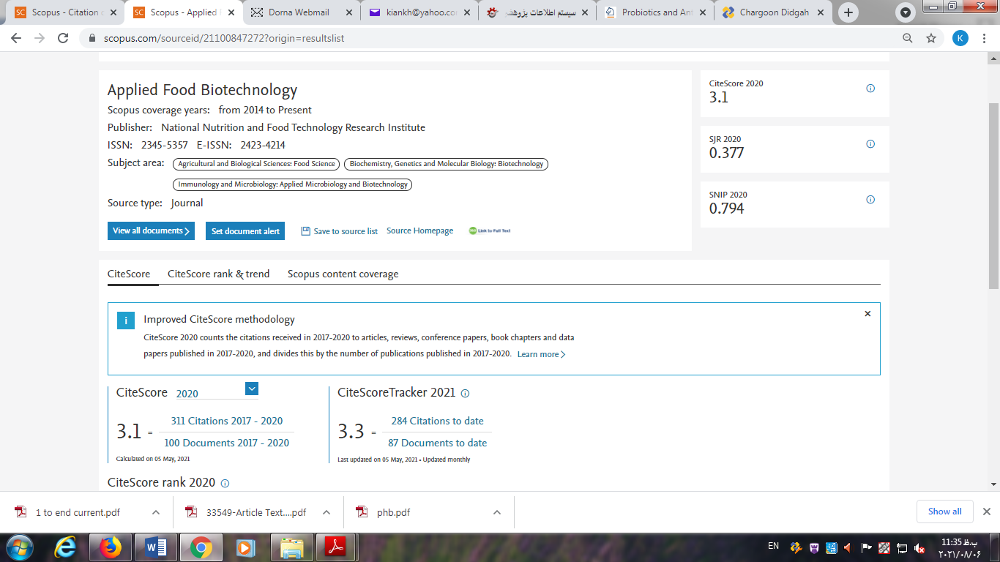 Scopus - Citation o
Scopus - Applied F
Dorna Webmail
kiankh@yahoo.co
سیستم اطلاعات پژوهشی
Probiotics and Ant
Chargoon Didgah
scopus.com/sourceid/21100847272?origin=resultslist
K
Applied Food Biotechnology
Scopus coverage years: from 2014 to Present
Publisher: National Nutrition and Food Technology Research Institute
ISSN: 2345-5357 E-ISSN: 2423-4214
Subject area: Agricultural and Biological Sciences: Food Science Biochemistry, Genetics and Molecular Biology: Biotechnology
Immunology and Microbiology: Applied Microbiology and Biotechnology
Source type: Journal
View all documents > Set document alert Save to source list Source Homepage Link to Full Text
CiteScore 2020
3.1
SJR 2020
0.377
SNIP 2020
0.794
CiteScore CiteScore rank & trend Scopus content coverage
Improved CiteScore methodology
CiteScore 2020 counts the citations received in 2017-2020 to articles, reviews, conference papers, book chapters and data
papers published in 2017-2020, and divides this by the number of publications published in 2017-2020. Learn more >
CiteScore 2020
3.1 = 311 Citations 2017 - 2020
100 Documents 2017 - 2020
Calculated on 05 May, 2021
CiteScoreTracker 2021
3.3 = 284 Citations to date
87 Documents to date
Last updated on 05 May, 2021 • Updated monthly
CiteScore rank 2020
1 to end current.pdf
33549-Article Text....pdf
phb.pdf
Show all
EN
11:35 ب.ظ
۲۰۲۱/۰۸/۰۶